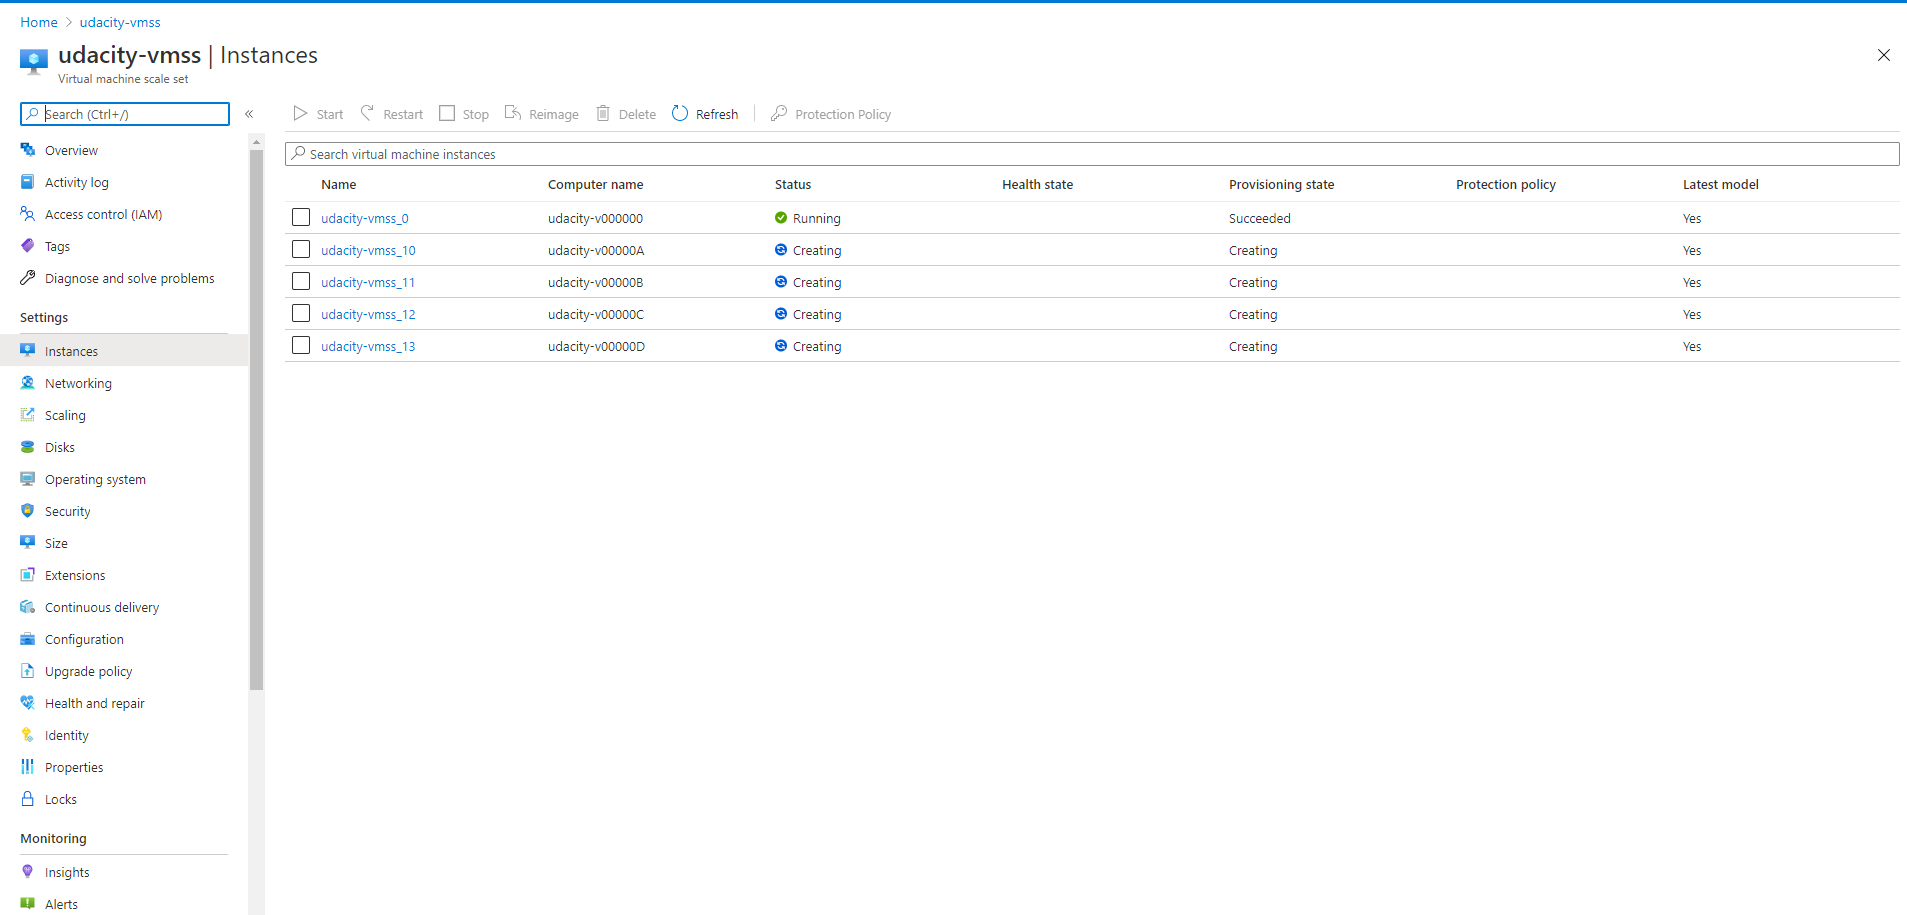 Home > udacity-vmss
udacity-vmss | Instances
Virtual machine scale set
Search (Ctrl+/)
«
Start Restart Stop Reimage Delete Refresh Protection Policy
Search virtual machine instances
Overview
Activity log
Access control (IAM)
Tags
Diagnose and solve problems
Settings
Instances
Networking
Scaling
Disks
Operating system
Security
Size
Extensions
Continuous delivery
Configuration
Upgrade policy
Health and repair
Identity
Properties
Locks
Monitoring
Insights
Alerts
Name Computer name Status Health state Provisioning state Protection policy Latest model
udacity-vmss_0 udacity-v000000 Running Succeeded Yes
udacity-vmss_10 udacity-v00000A Creating Creating Yes
udacity-vmss_11 udacity-v00000B Creating Creating Yes
udacity-vmss_12 udacity-v00000C Creating Creating Yes
udacity-vmss_13 udacity-v00000D Creating Creating Yes